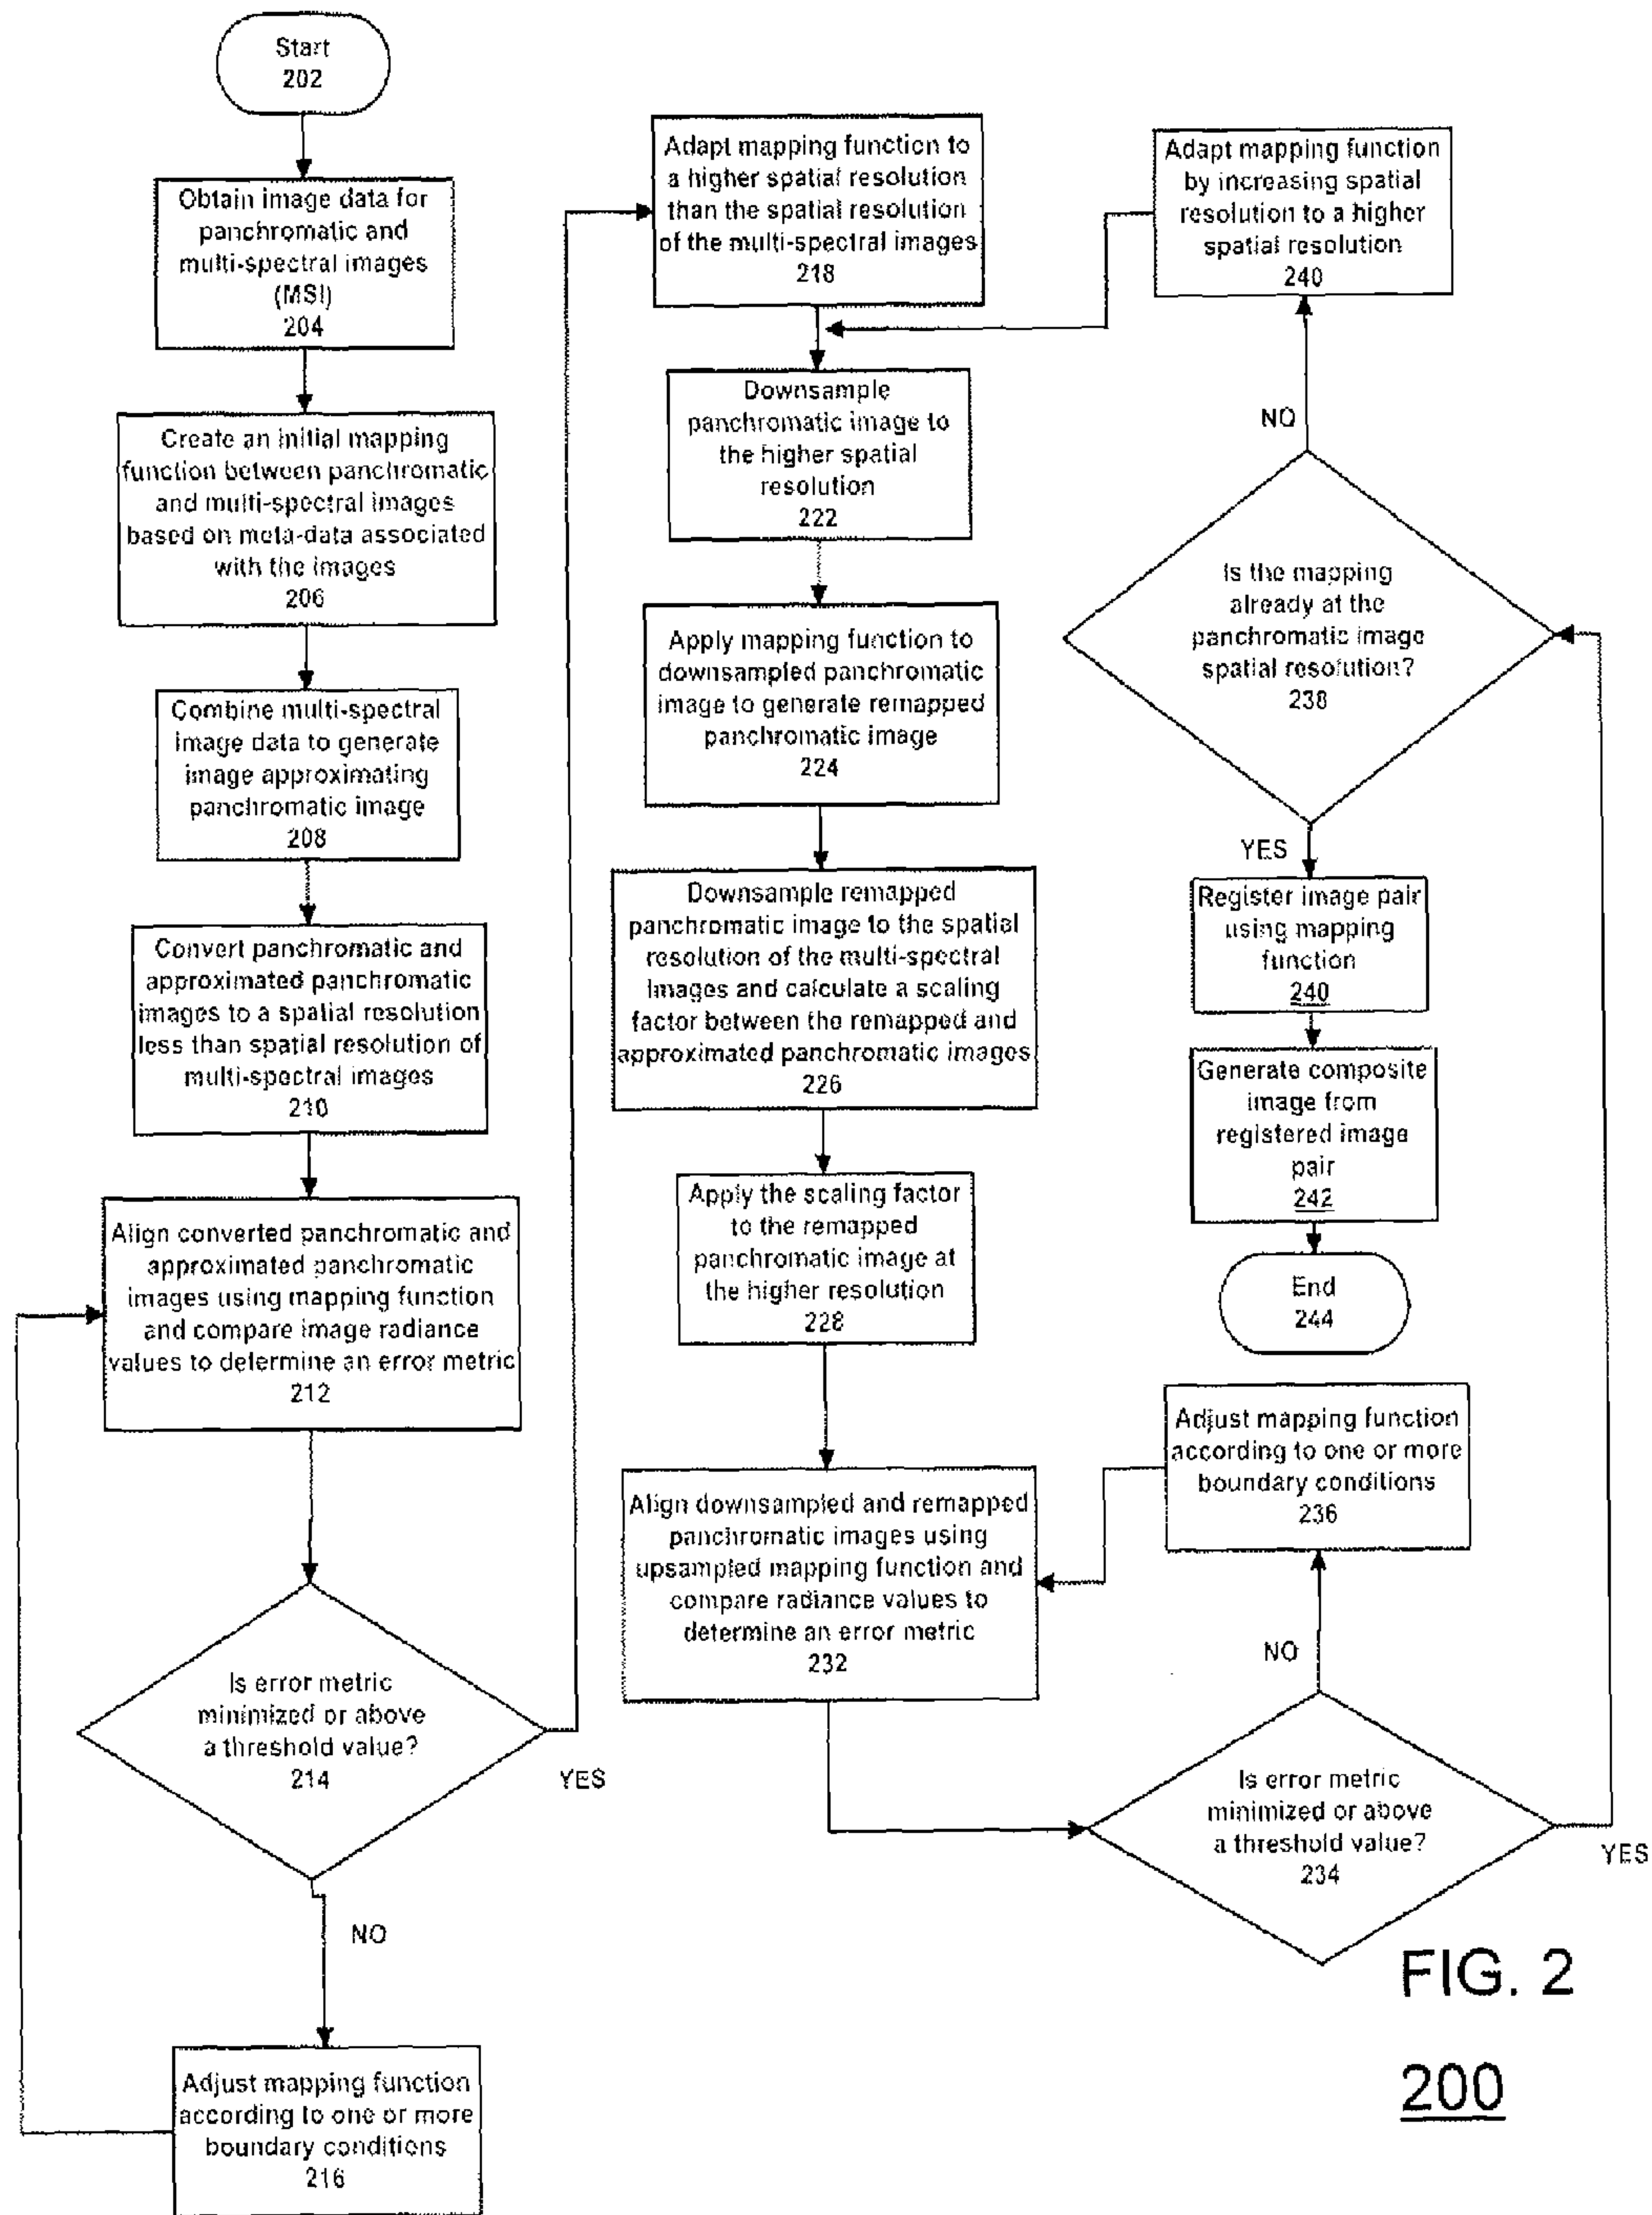 Start
202
Obtain image data for
panchromatic and
multi-spectral images
(MSI)
204
Create an initial mapping
function between panchromatic
and multi-spectral images
based on meta-data associated
with the images
206
Combine multi-spectral
image data to generate
image approximating
panchromatic image
208
Convert panchromatic and
approximated panchromatic
images to a spatial resolution
less than spatial resolution of
multi-spectral images
210
Align converted panchromatic and
approximated panchromatic
images using mapping function
and compare image radiance
values to determine an error metric
212
Is error metric
minimized or above
a threshold value?
214
YES
NO
Adjust mapping function
according to one or more
boundary conditions
216
Adapt mapping function to
a higher spatial resolution
than the spatial resolution
of the multi-spectral images
218
Downsample
panchromatic image to
the higher spatial
resolution
222
Apply mapping function to
downsampled panchromatic
image to generate remapped
panchromatic image
224
Downsample remapped
panchromatic image to the spatial
resolution of the multi-spectral
images and calculate a scaling
factor between the remapped and
approximated panchromatic images
226
Apply the scaling factor
to the remapped
panchromatic image at
the higher resolution
228
Align downsampled and remapped
panchromatic images using
upsampled mapping function and
compare radiance values to
determine an error metric
232
Adapt mapping function
by increasing spatial
resolution to a higher
spatial resolution
240
NO
Is the mapping
already at the
panchromatic image
spatial resolution?
238
YES
Register image pair
using mapping
function
240
Generate composite
image from
registered image
pair
242
End
244
Adjust mapping function
according to one or more
boundary conditions
236
NO
Is error metric
minimized or above
a threshold value?
234
YES
FIG. 2
200